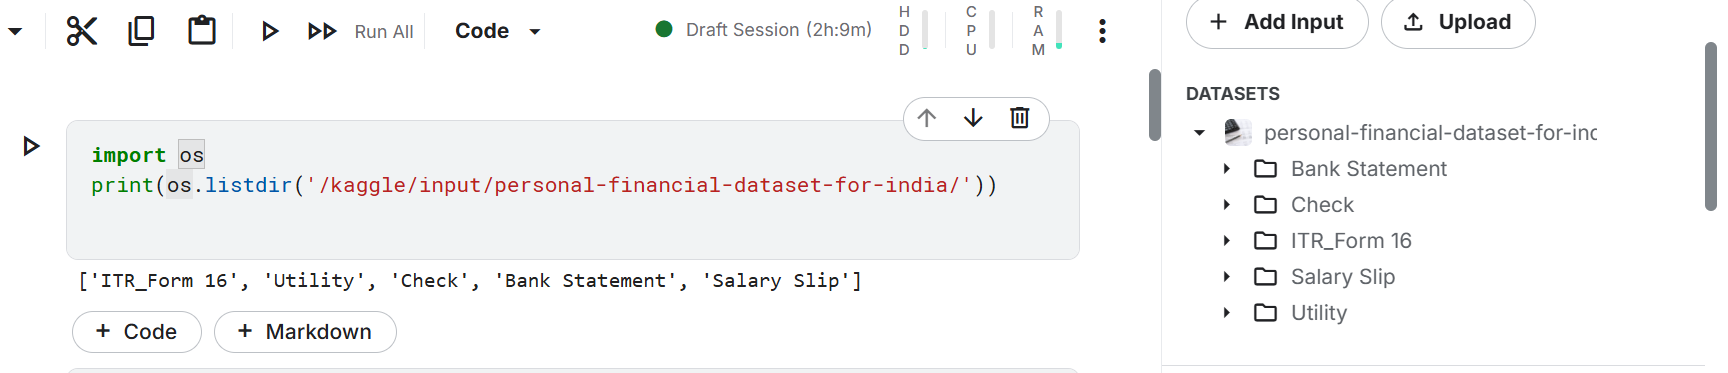 Run All
Code
Draft Session (2h:9m)
HDD
CPU
RAM
import os
print(os.listdir('/kaggle/input/personal-financial-dataset-for-india/'))
['ITR_Form 16', 'Utility', 'Check', 'Bank Statement', 'Salary Slip']
+ Code
+ Markdown
+ Add Input
Upload
DATASETS
personal-financial-dataset-for-inc
Bank Statement
Check
ITR_Form 16
Salary Slip
Utility